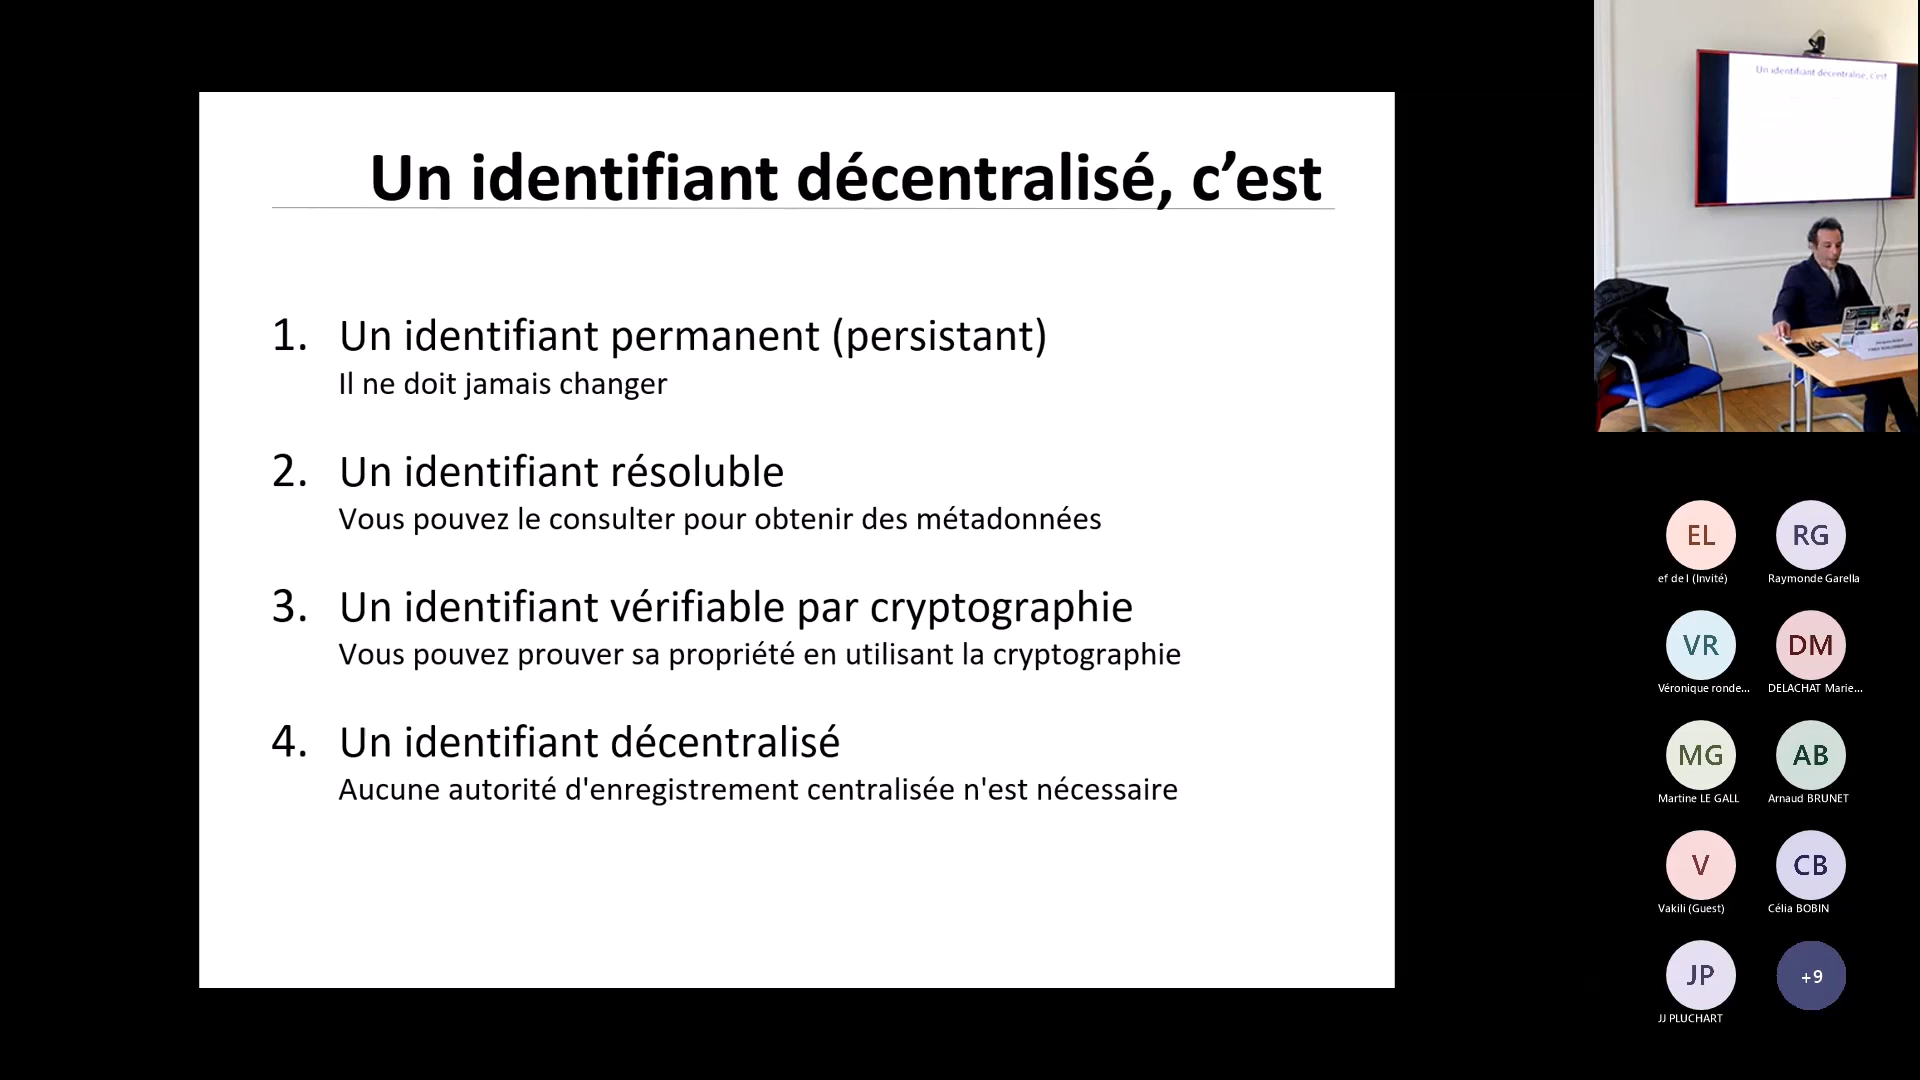 Un identifiant décentralisé, c’est
1. Un identifiant permanent (persistant)
Il ne doit jamais changer
2. Un identifiant résoluble
Vous pouvez le consulter pour obtenir des métadonnées
3. Un identifiant vérifiable par cryptographie
Vous pouvez prouver sa propriété en utilisant la cryptographie
4. Un identifiant décentralisé
Aucune autorité d'enregistrement centralisée n'est nécessaire
Un identifiant décentralisé, c'est
EL
RG
ef de l (Invité)
Raymonde Garella
VR
DM
Véronique ronde...
DELACHAT Marie...
MG
AB
Martine LE GALL
Arnaud BRUNET
V
CB
Vakili (Guest)
Célia BOBIN
JP
+9
JJ PLUCHART